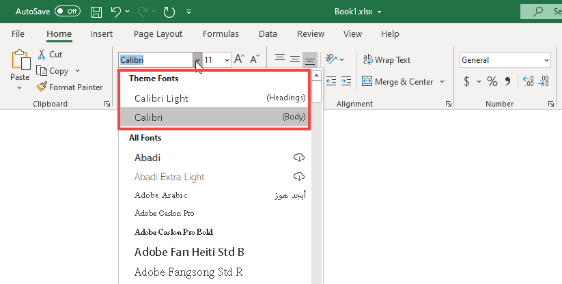 AutoSave Off Book1.xlsx Se
File Home Insert Page Layout Formulas Data Review View Help
Paste
Cut
Copy
Format Painter
Clipboard
Calibri 11 A A
ab Wrap Text
Merge & Center
Alignment
General
$ % 9
Number
Theme Fonts
Calibri Light (Headings)
Calibri (Body)
All Fonts
Abadi
Abadi Extra Light
Adobe Arabic أبجد هوز
Adobe Caslon Pro
Adobe Caslon Pro Bold
Adobe Fan Heiti Std B
Adobe Fangsong Std R